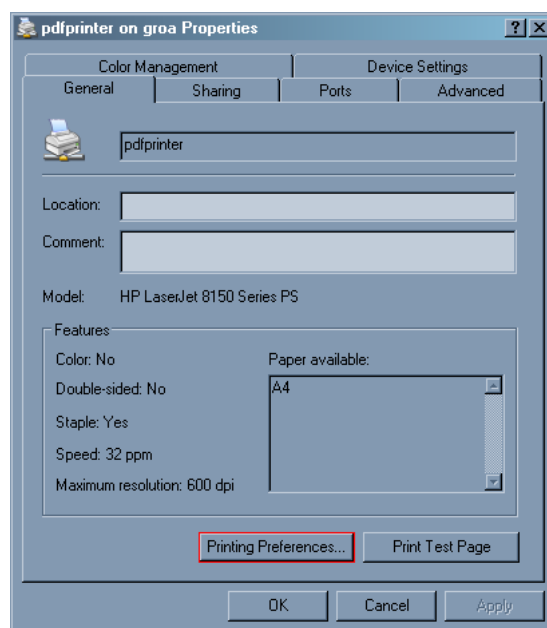 pdfprinter on groa Properties
Color Management Device Settings
General Sharing Ports Advanced
pdfprinter
Location:
Comment:
Model: HP LaserJet 8150 Series PS
Features
Color: No Paper available:
Double-sided: No A4
Staple: Yes
Speed: 32 ppm
Maximum resolution: 600 dpi
Printing Preferences... Print Test Page
OK Cancel Apply